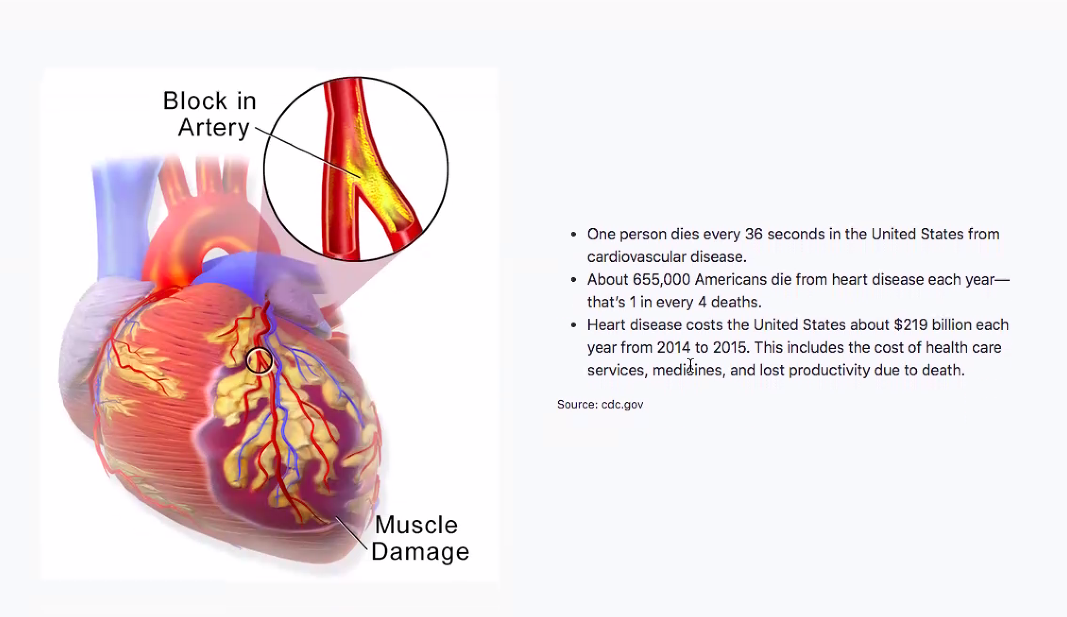 Block in
Artery
Muscle
Damage
• One person dies every 36 seconds in the United States from
cardiovascular disease.
• About 655,000 Americans die from heart disease each year—
that's 1 in every 4 deaths.
• Heart disease costs the United States about $219 billion each
year from 2014 to 2015. This includes the cost of health care
services, medicines, and lost productivity due to death.
Source: cdc.gov